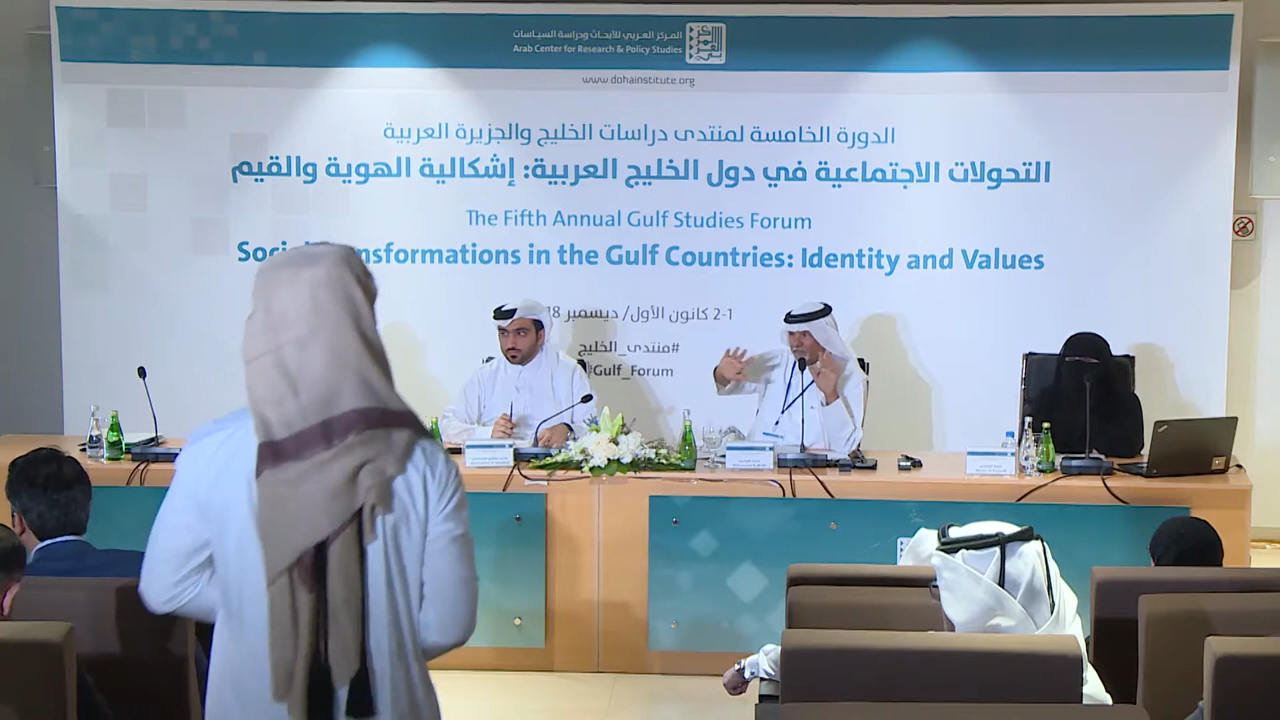 المركز العربي للأبحاث ودراسة السياسات
Arab Center for Research & Policy Studies
www.dohainstitute.org
الدورة الخامسة لمنتدى دراسات الخليج والجزيرة العربية
التحولات الاجتماعية في دول الخليج العربية: إشكالية الهوية والقيم
The Fifth Annual Gulf Studies Forum
nsformations in the Gulf Countries: Identity and Values
1-2 كانون الأول/ ديسمبر 18
#منتدى_الخليج
#Gulf_Forum